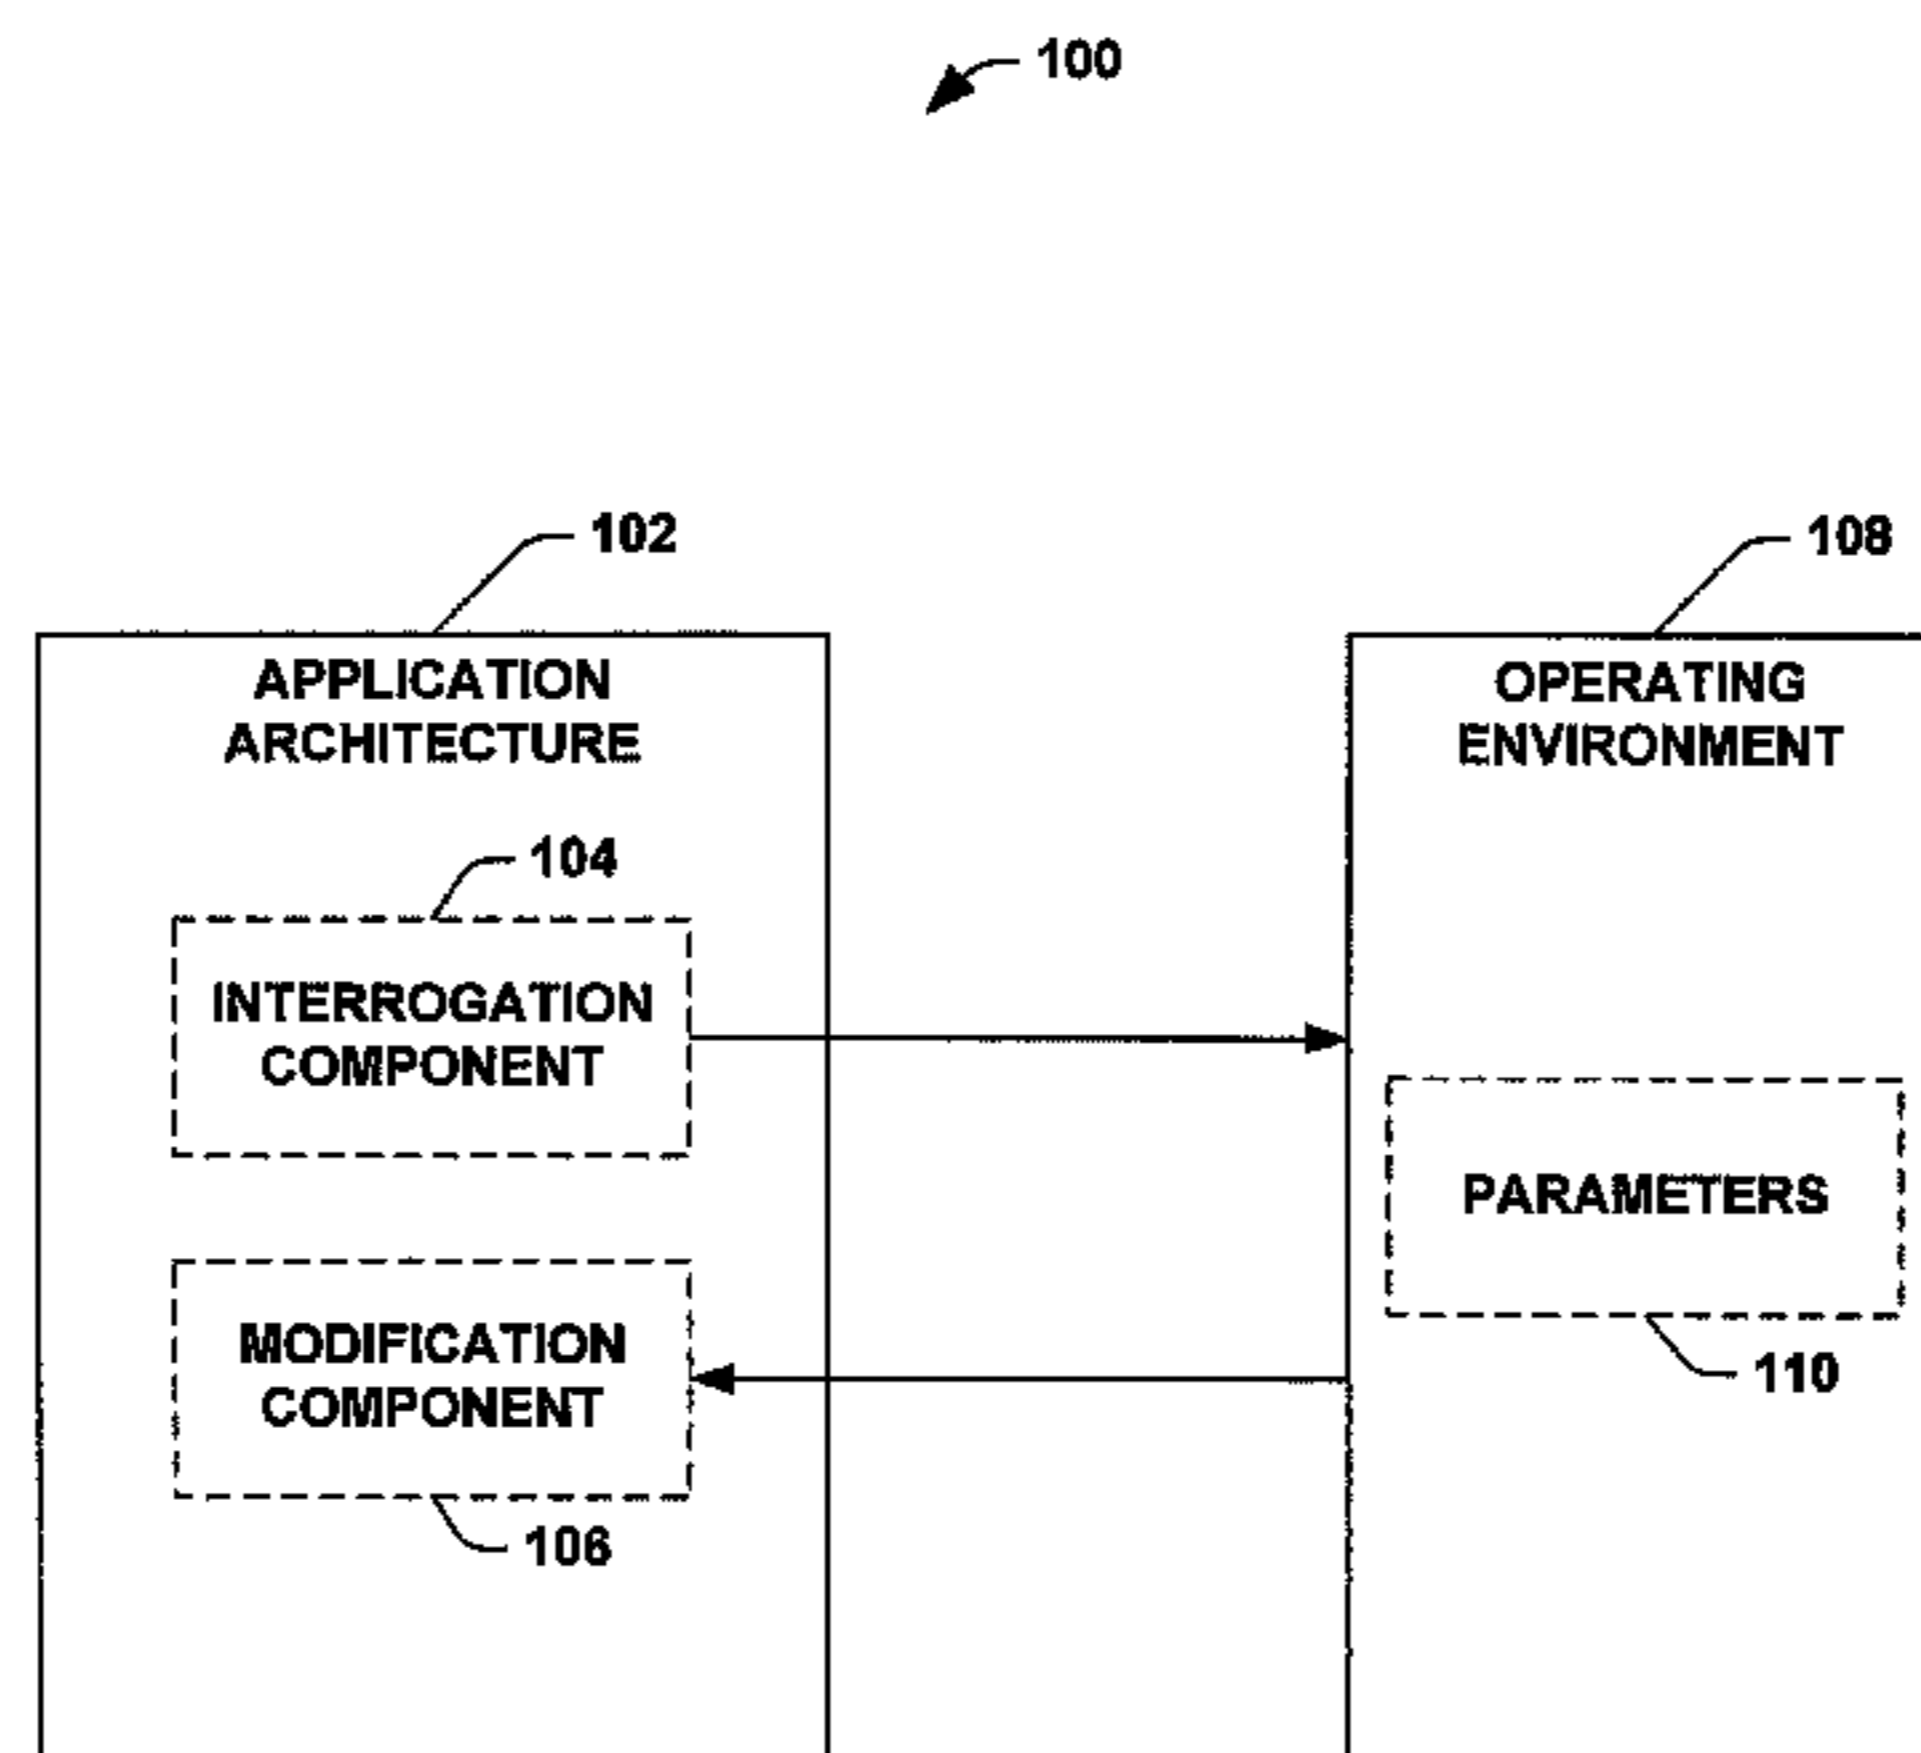 100
102
108
APPLICATION
ARCHITECTURE
OPERATING
ENVIRONMENT
104
INTERROGATION
COMPONENT
PARAMETERS
MODIFICATION
COMPONENT
110
106